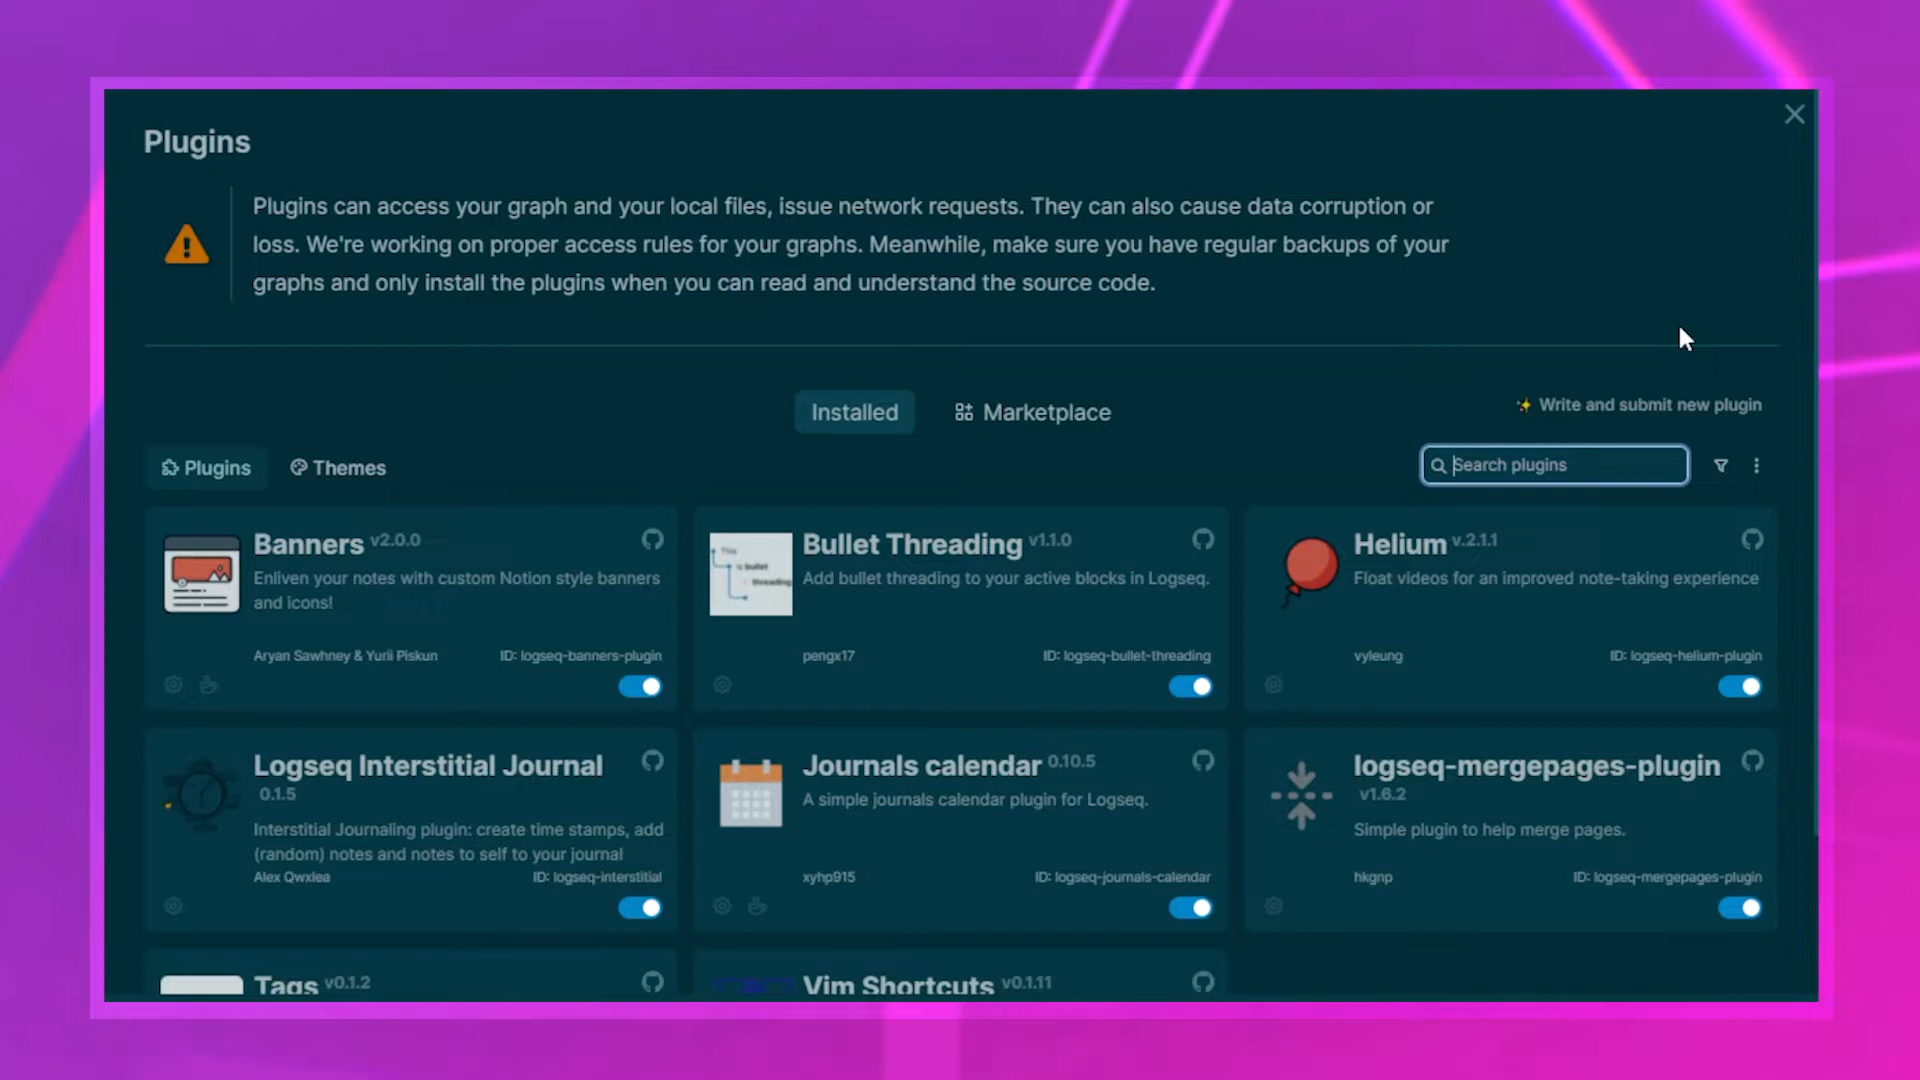 Plugins
Plugins can access your graph and your local files, issue network requests. They can also cause data corruption or
loss. We're working on proper access rules for your graphs. Meanwhile, make sure you have regular backups of your
graphs and only install the plugins when you can read and understand the source code.
Installed
Marketplace
Write and submit new plugin
Plugins
Themes
Search plugins
Banners v2.0.0
Enliven your notes with custom Notion style banners
and icons!
Aryan Sawhney & Yurii Piskun
ID: logseq-banners-plugin
This
is bullet
threading
Bullet Threading v1.1.0
Add bullet threading to your active blocks in Logseq.
pengx17
ID: logseq-bullet-threading
Helium v.2.1.1
Float videos for an improved note-taking experience
vyleung
ID: logseq-helium-plugin
Logseq Interstitial Journal
0.1.5
Interstitial Journaling plugin: create time stamps, add
(random) notes and notes to self to your journal
Alex Qwxlea
ID: logseq-interstitial
Journals calendar 0.10.5
A simple journals calendar plugin for Logseq.
xyhp915
ID: logseq-journals-calendar
logseq-mergepages-plugin
v1.6.2
Simple plugin to help merge pages.
hkgnp
ID: logseq-mergepages-plugin
Tags v0.1.2
Vim Shortcuts v0.1.11